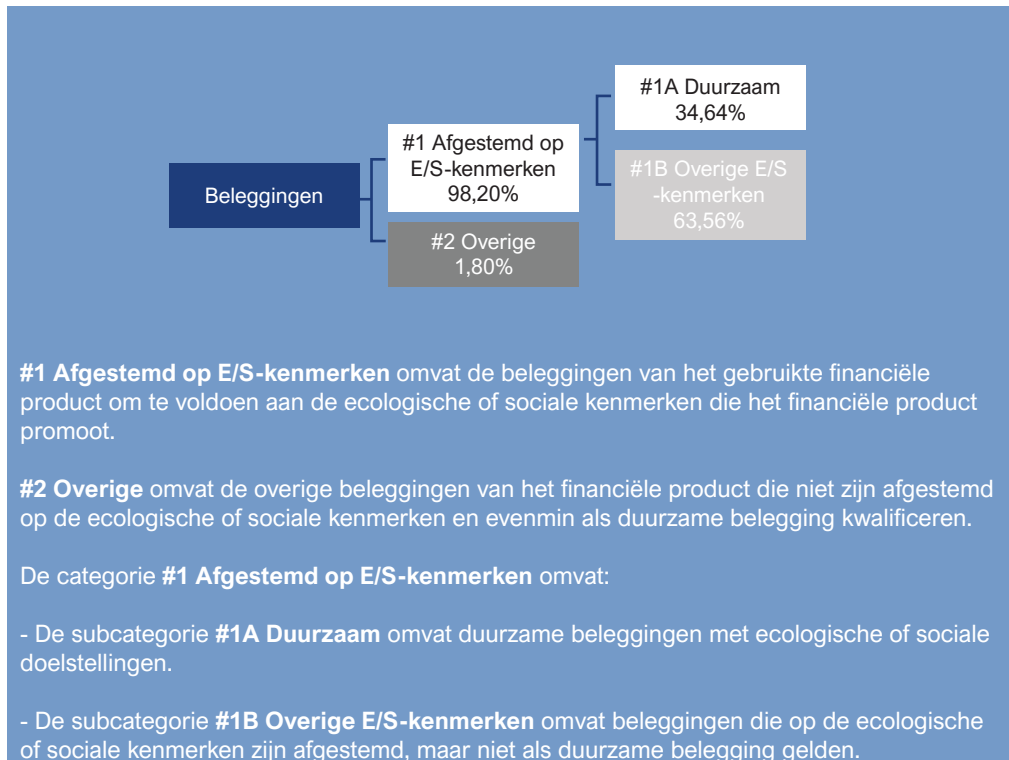 #1A Duurzaam
34,64%
#1 Afgestemd op
E/S-kenmerken
98,20%
#1B Overige E/S
-kenmerken
63,56%
Beleggingen
#2 Overige
1,80%
#1 Afgestemd op E/S-kenmerken omvat de beleggingen van het gebruikte financiële
product om te voldoen aan de ecologische of sociale kenmerken die het financiële product
promoot.
#2 Overige omvat de overige beleggingen van het financiële product die niet zijn afgestemd
op de ecologische of sociale kenmerken en evenmin als duurzame belegging kwalificeren.
De categorie #1 Afgestemd op E/S-kenmerken omvat:
- De subcategorie #1A Duurzaam omvat duurzame beleggingen met ecologische of sociale
doelstellingen.
- De subcategorie #1B Overige E/S-kenmerken omvat beleggingen die op de ecologische
of sociale kenmerken zijn afgestemd, maar niet als duurzame belegging gelden.